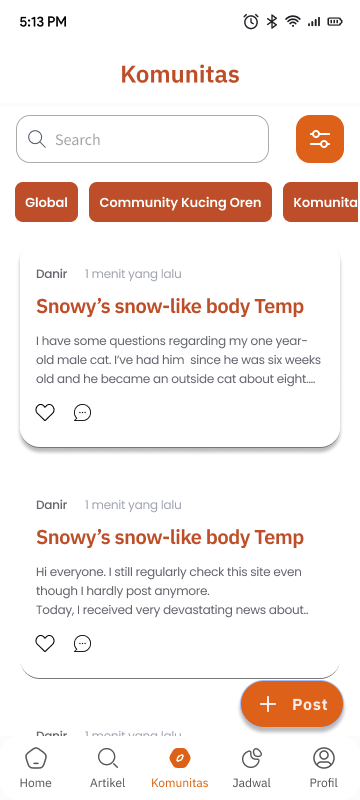 5:13 PM
Komunitas
Search
Global
Community Kucing Oren
Komunita
Danir 1 menit yang lalu
Snowy’s snow-like body Temp
I have some questions regarding my one year-
old male cat. I’ve had him since he was six weeks
old and he became an outside cat about eight....
Danir 1 menit yang lalu
Snowy’s snow-like body Temp
Hi everyone. I still regularly check this site even
though I hardly post anymore.
Today, I received very devastating news about..
Post
Danir 1 menit yang lalu
Home
Artikel
Komunitas
Jadwal
Profil